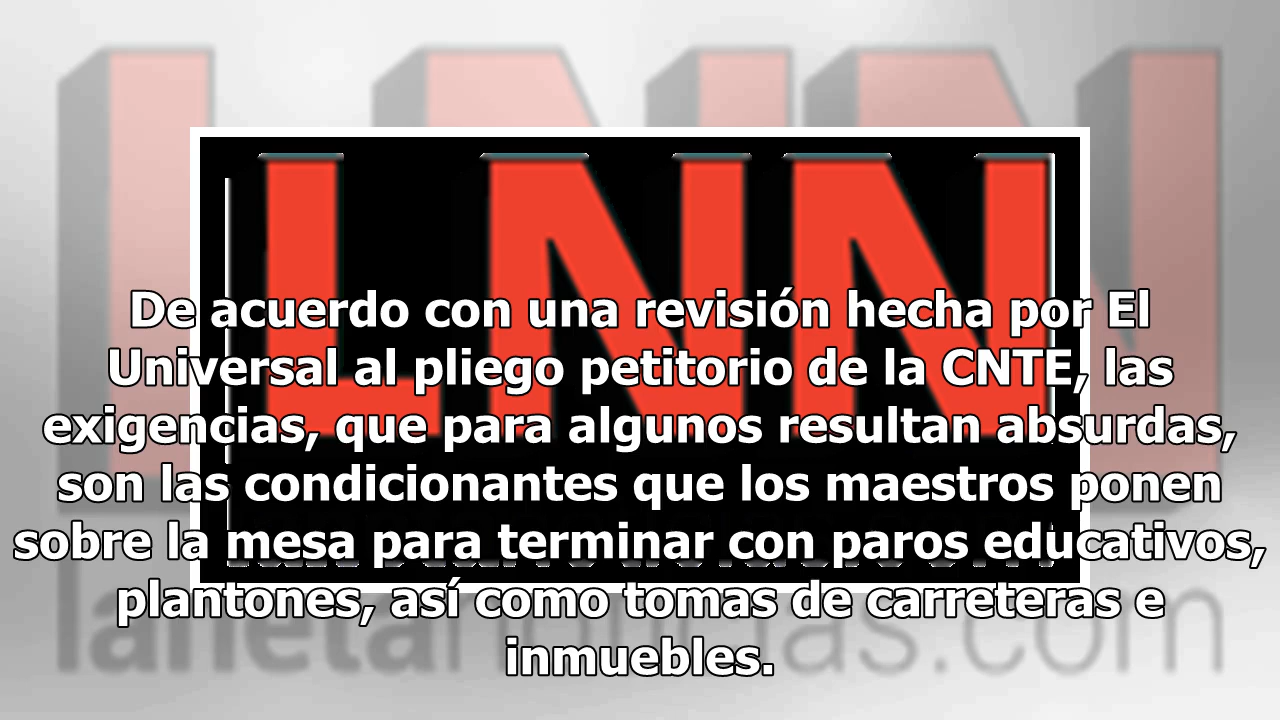 LNN
LNN
De acuerdo con una revisión hecha por El
Universal al pliego petitorio de la CNTE, las
exigencias, que para algunos resultan absurdas,
son las condicionantes que los maestros ponen
sobre la mesa para terminar con paros educativos,
plantones, así como tomas de carreteras e
inmuebles.